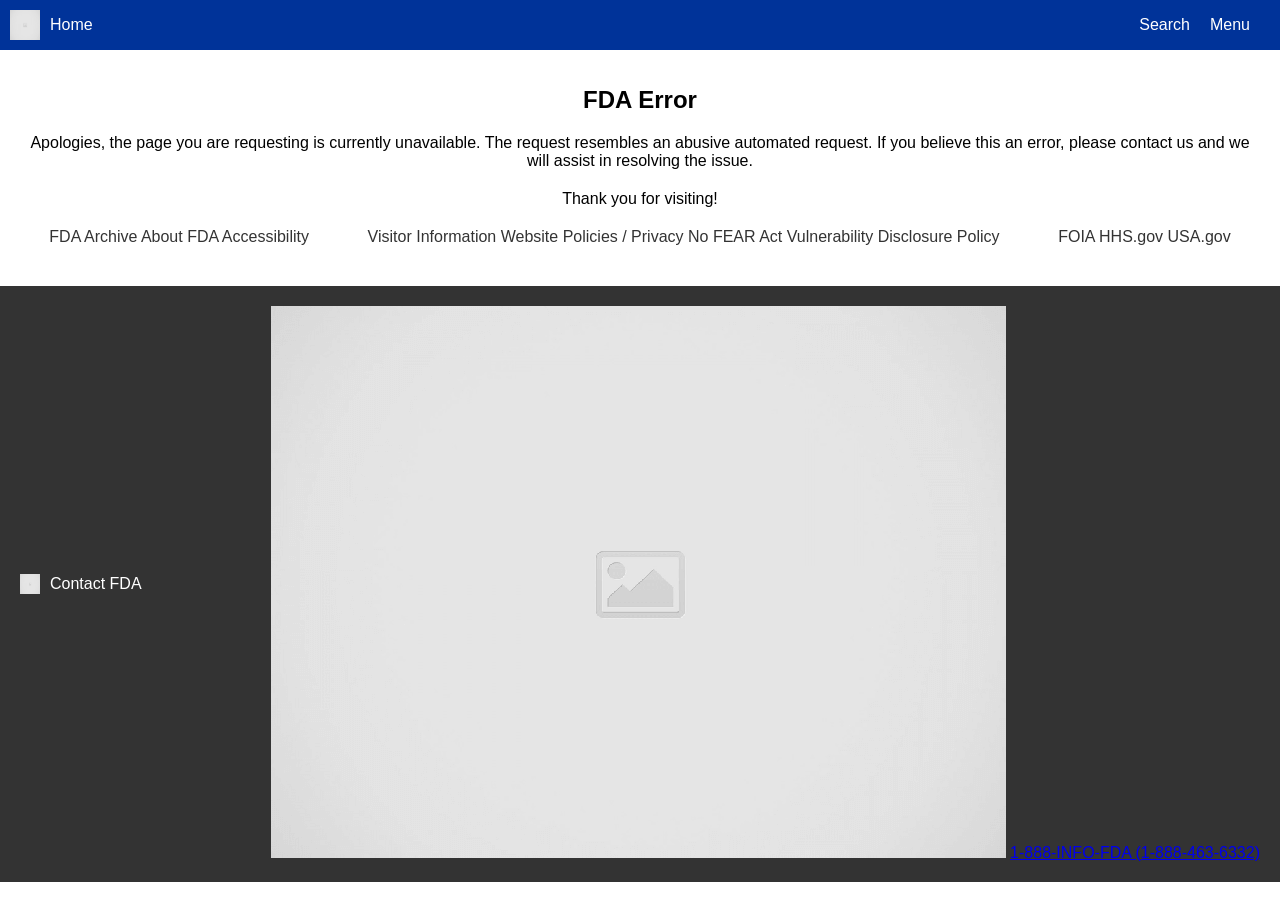 Home
Search
Menu
FDA Error
Apologies, the page you are requesting is currently unavailable. The request resembles an abusive automated request. If you believe this an error, please contact us and we
will assist in resolving the issue.
Thank you for visiting!
FDA Archive About FDA Accessibility
Visitor Information Website Policies / Privacy No FEAR Act Vulnerability Disclosure Policy
FOIA HHS.gov USA.gov
Contact FDA
1-888-INFO-FDA (1-888-463-6332)